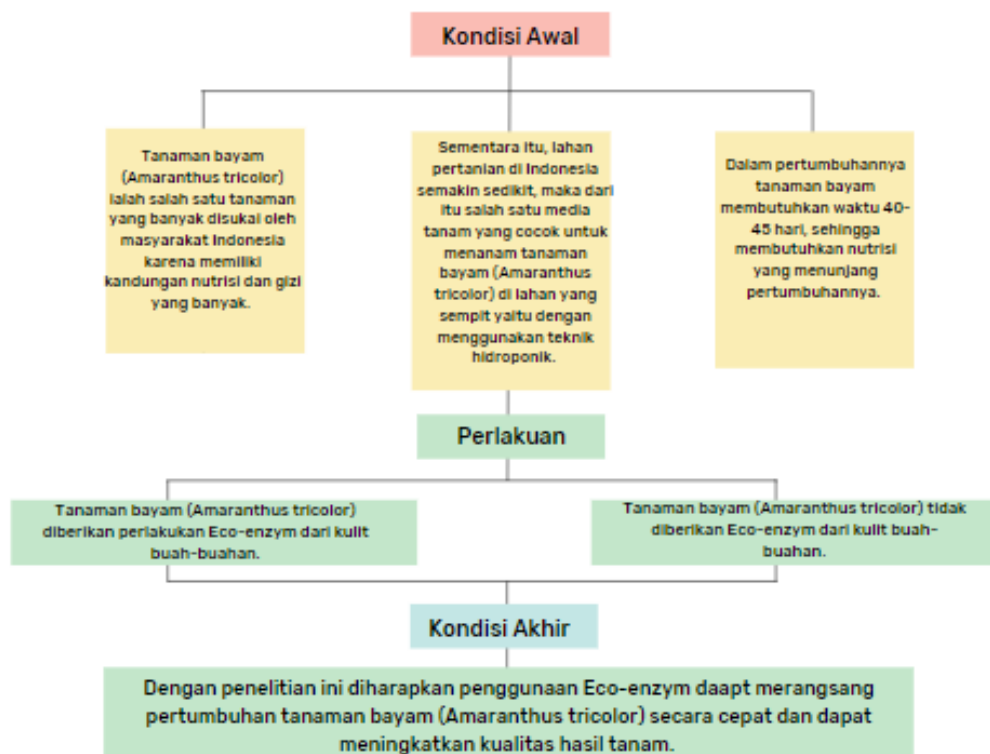 Kondisi Awal
Tanaman bayam
(Amaranthus tricolor)
ialah salah satu tanaman
yang banyak disukai oleh
masyarakat Indonesia
karena memiliki
kandungan nutrisi dan gizi
yang banyak.
Sementara itu, lahan
pertanian di Indonesia
semakin sedikit, maka dari
itu salah satu media
tanam yang cocok untuk
menanam tanaman
bayam (Amaranthus
tricolor) di lahan yang
sempit yaitu dengan
menggunakan teknik
hidroponik.
Dalam pertumbuhannya
tanaman bayam
membutuhkan waktu 40-
45 hari, sehingga
membutuhkan nutrisi
yang menunjang
pertumbuhannya.
Perlakuan
Tanaman bayam (Amaranthus tricolor)
diberikan perlakukan Eco-enzym dari kulit
buah-buahan.
Tanaman bayam (Amaranthus tricolor) tidak
diberikan Eco-enzym dari kulit buah-
buahan.
Kondisi Akhir
Dengan penelitian ini diharapkan penggunaan Eco-enzym daapt merangsang
pertumbuhan tanaman bayam (Amaranthus tricolor) secara cepat dan dapat
meningkatkan kualitas hasil tanam.